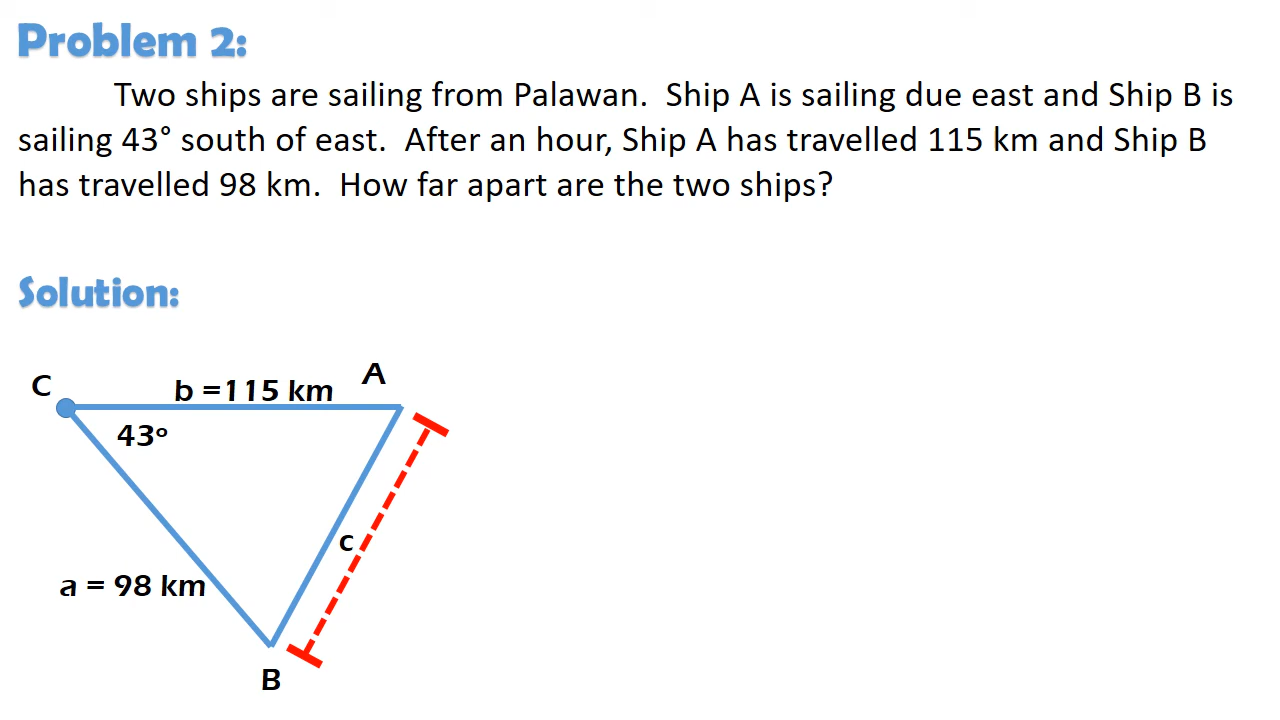 Problem 2:
Two ships are sailing from Palawan.  Ship A is sailing due east and Ship B is
sailing 43° south of east.  After an hour, Ship A has travelled 115 km and Ship B
has travelled 98 km.  How far apart are the two ships?
Solution:
C
b =115 km
A
43°
c
a = 98 km
B